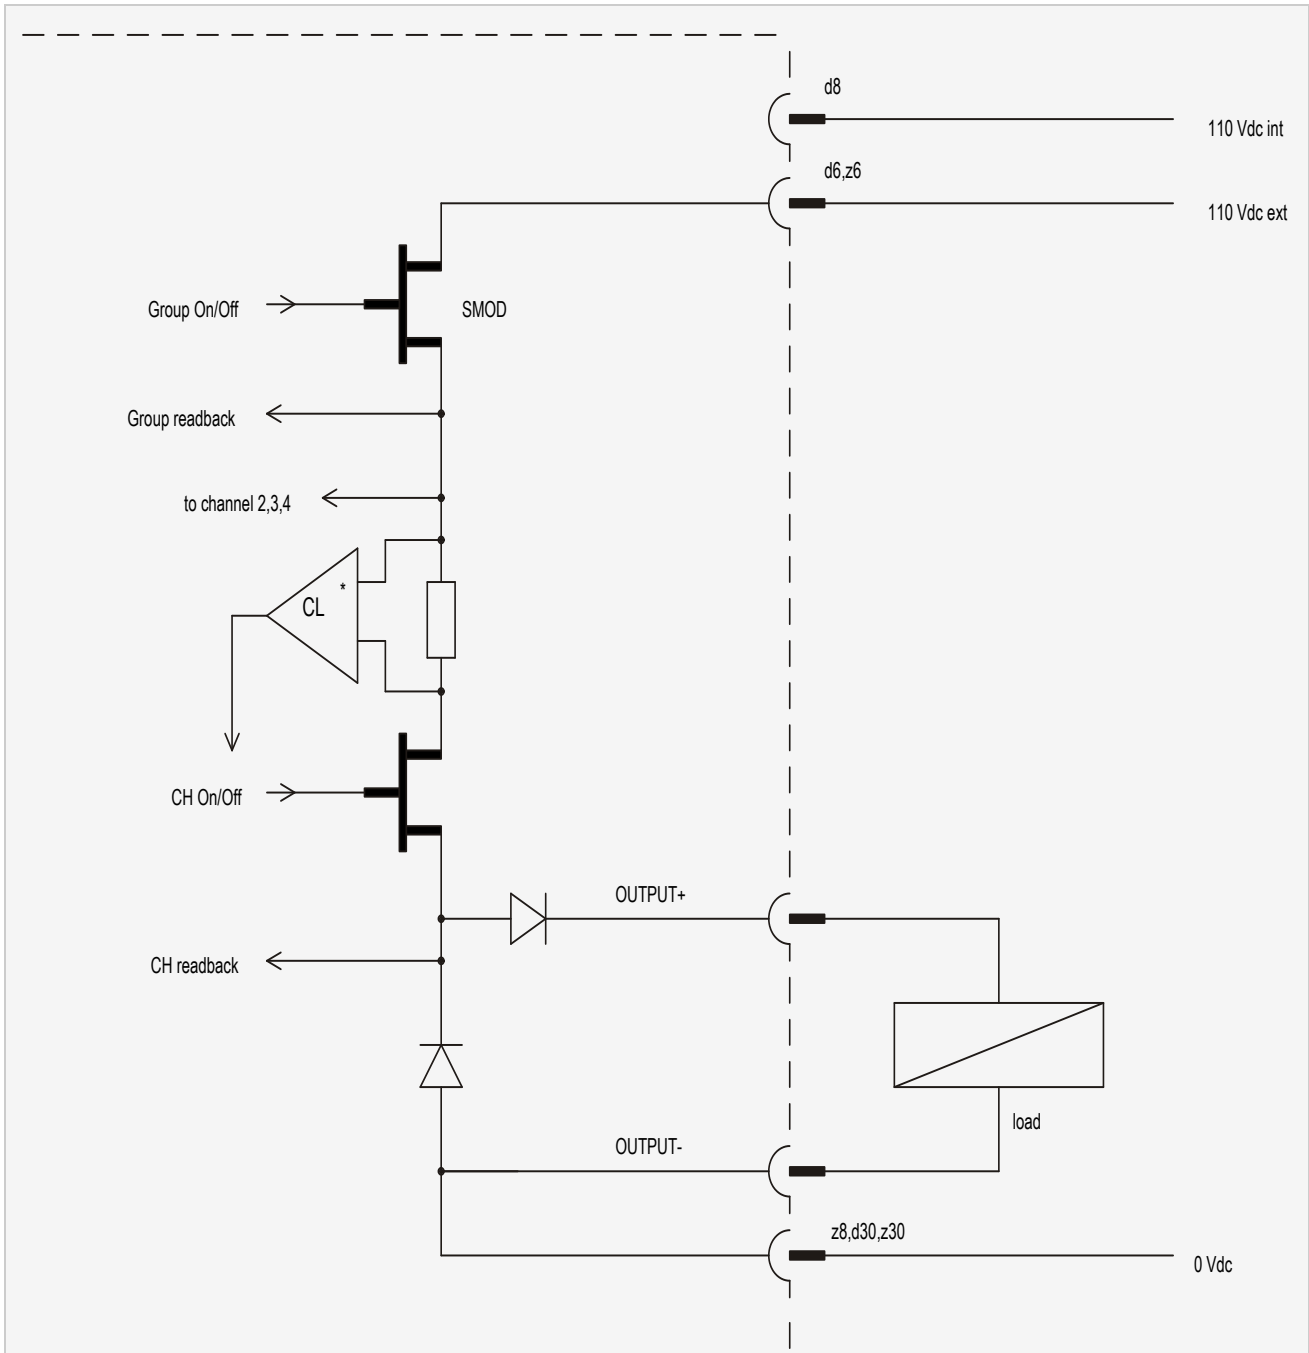 d8
110 Vdc int
d6,z6
110 Vdc ext
Group On/Off
SMOD
Group readback
to channel 2,3,4
*
CL
CH On/Off
OUTPUT+
CH readback
load
OUTPUT-
z8,d30,z30
0 Vdc